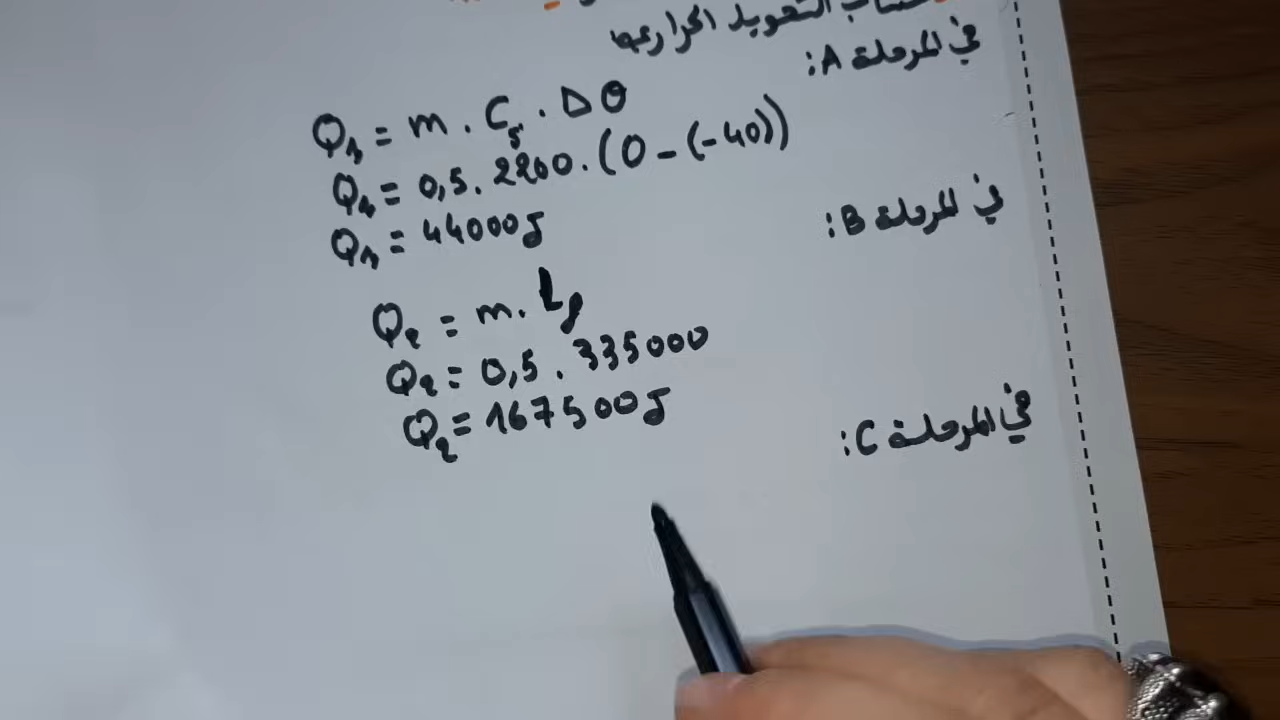 التحويل الحراري
في المرحلة A:
Q₁ = m . Cₛ . Δθ
Q₁ = 0,5 . 2200 . (0 - (-40))
Q₁ = 44000 J
في المرحلة B:
Q₂ = m . Lf
Q₂ = 0,5 . 335000
Q₂ = 167500 J
في المرحلة C: